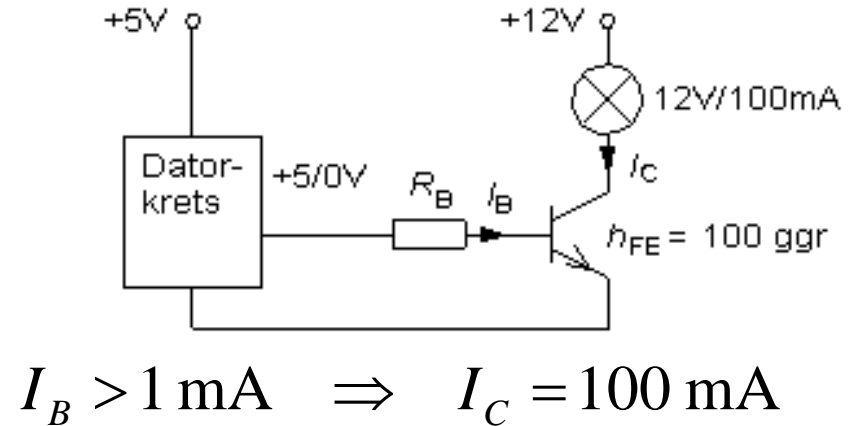 +5V +12V
12V/100mA
Dator-
krets
+5/0V
R_B I_B I_C
h_FE = 100 ggr
I_B > 1 mA ⇒ I_C = 100 mA